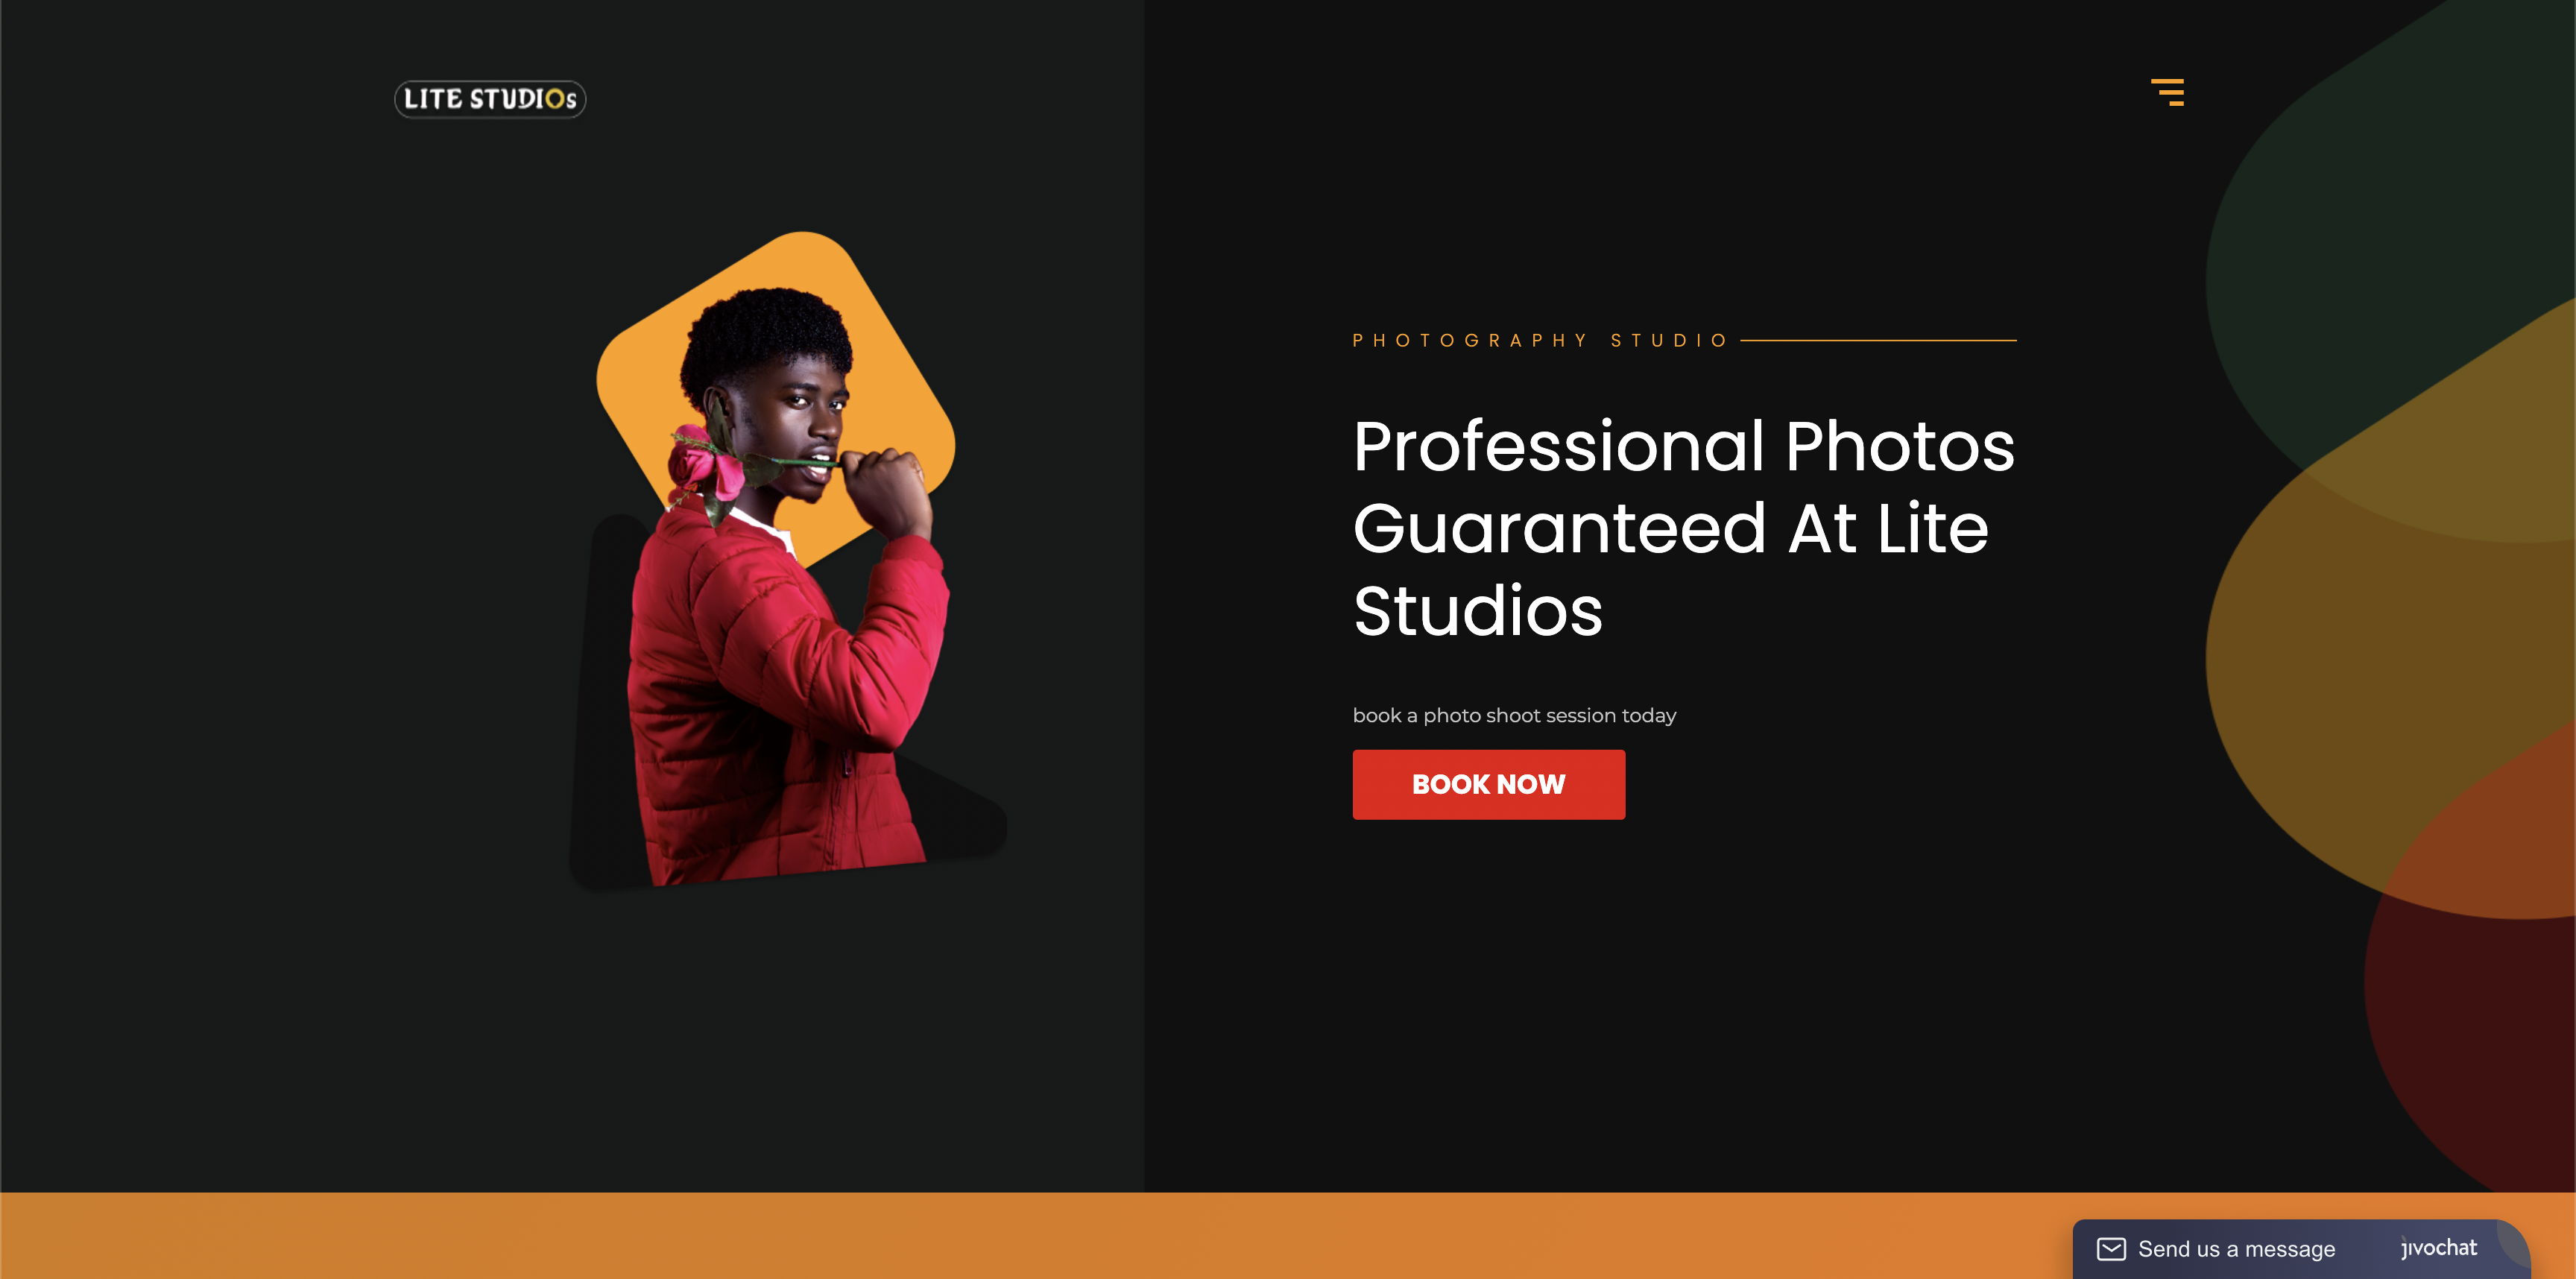 LITE STUDIOs
PHOTOGRAPHY STUDIO
Professional Photos
Guaranteed At Lite
Studios
book a photo shoot session today
BOOK NOW
Send us a message
jivochat